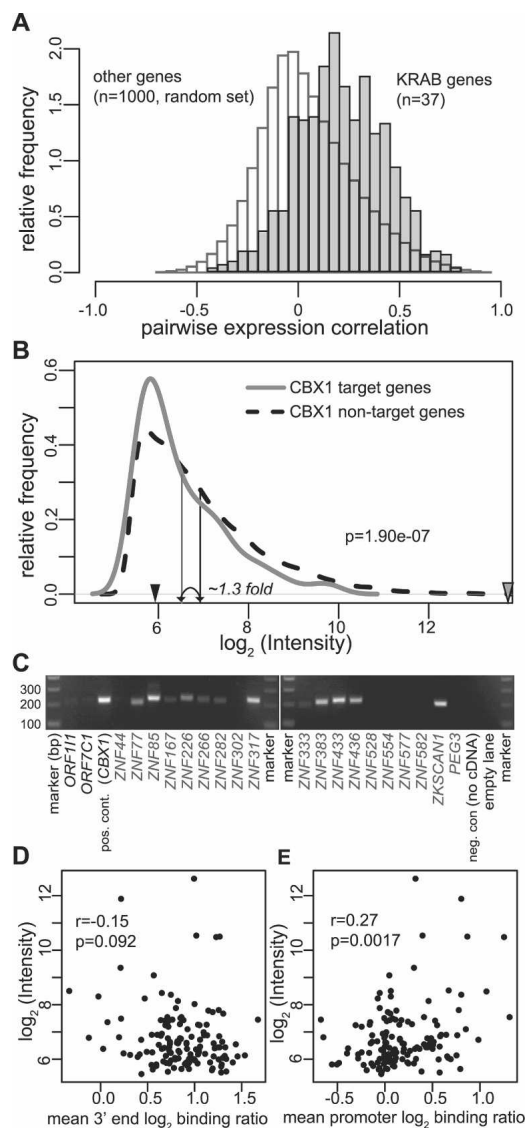 A
relative frequency
2.0
1.5
1.0
0.5
0.0
other genes
(n=1000, random set)
KRAB genes
(n=37)
-1.0
-0.5
0
0.5
1.0
pairwise expression correlation
B
relative frequency
0.6
0.4
0.2
0.0
CBX1 target genes
CBX1 non-target genes
p=1.90e-07
~1.3 fold
6
8
10
12
log2 (Intensity)
C
300
200
100
marker (bp)
ORF1I1
ORF7C1
pos. cont. (CBX1)
ZNF44
ZNF77
ZNF85
ZNF167
ZNF226
ZNF266
ZNF282
ZNF302
ZNF317
marker
marker
ZNF333
ZNF383
ZNF433
ZNF436
ZNF528
ZNF554
ZNF577
ZNF582
ZKSCAN1
PEG3
neg. con (no cDNA)
empty lane
marker
D
log2 (Intensity)
12
10
8
6
r=-0.15
p=0.092
0.0
0.5
1.0
1.5
mean 3' end log2 binding ratio
E
log2 (Intensity)
12
10
8
6
r=0.27
p=0.0017
-0.5
0.0
0.5
1.0
mean promoter log2 binding ratio